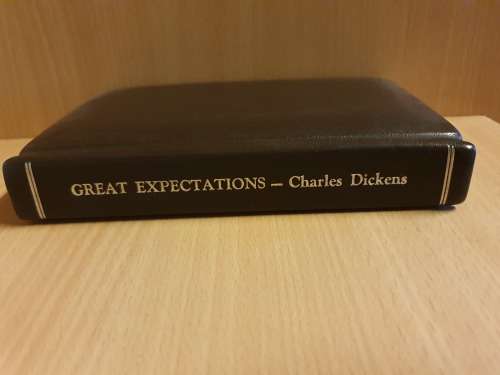 GREAT EXPECTATIONS — Charles Dickens